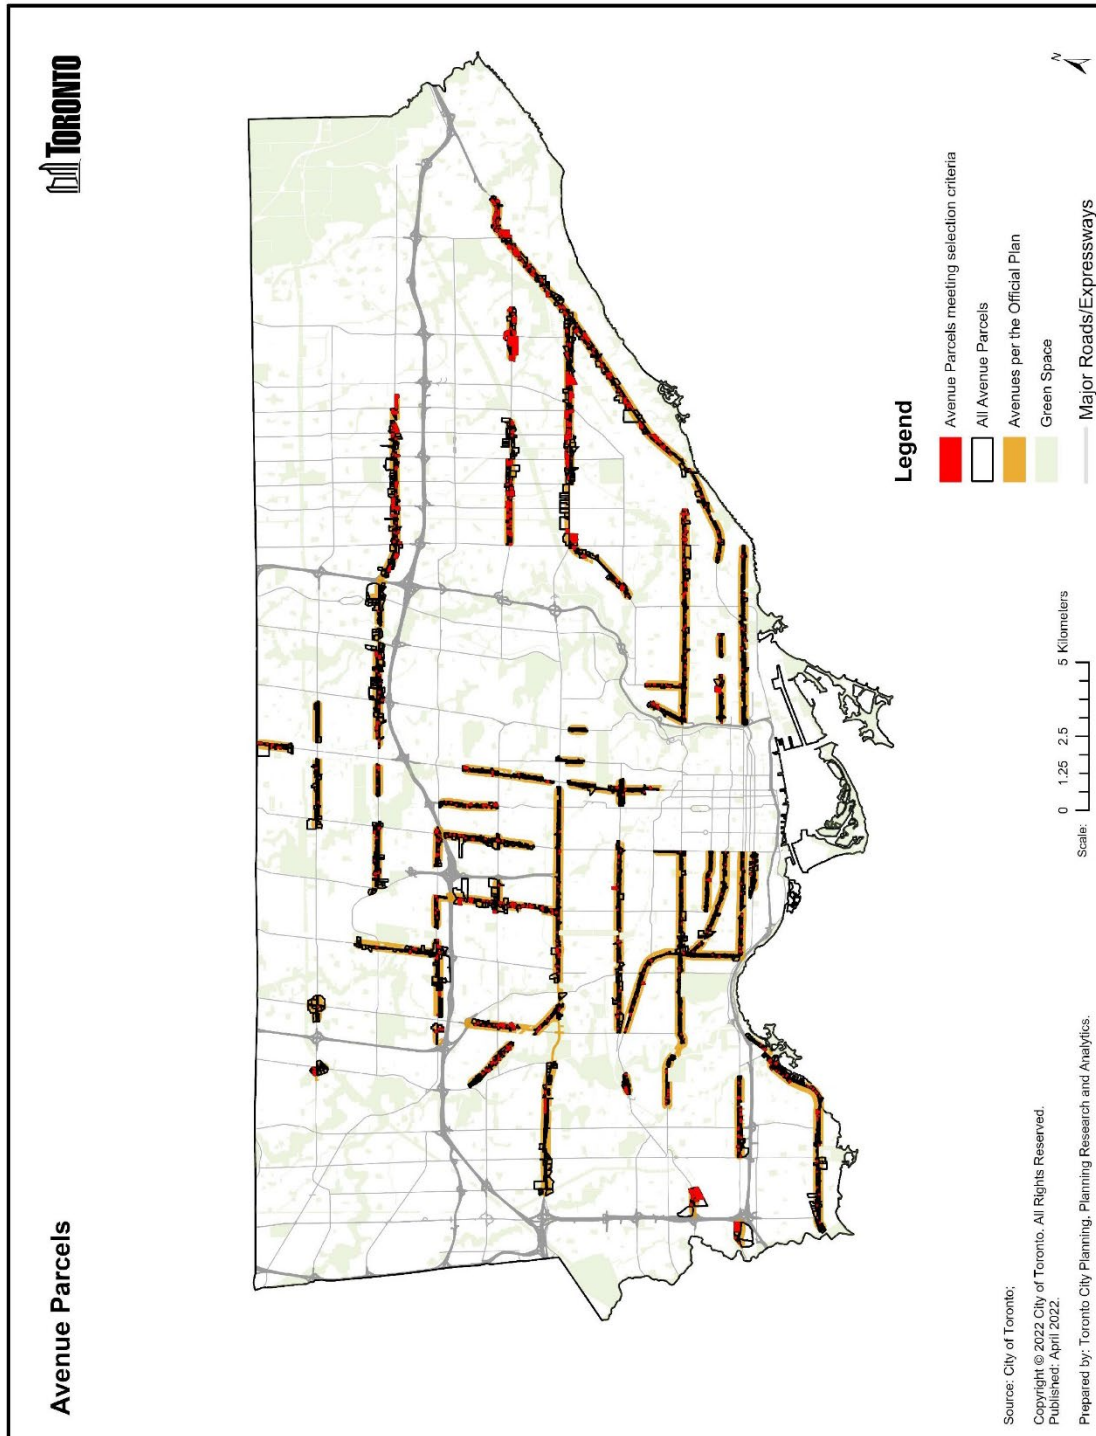 Avenue Parcels
TORONTO
N
Legend
Avenue Parcels meeting selection criteria
All Avenue Parcels
Avenues per the Official Plan
Green Space
Major Roads/Expressways
Scale:
0 1.25 2.5 5 Kilometers
Source: City of Toronto;
Copyright © 2022 City of Toronto. All Rights Reserved.
Published: April 2022.
Prepared by: Toronto City Planning, Planning Research and Analytics.